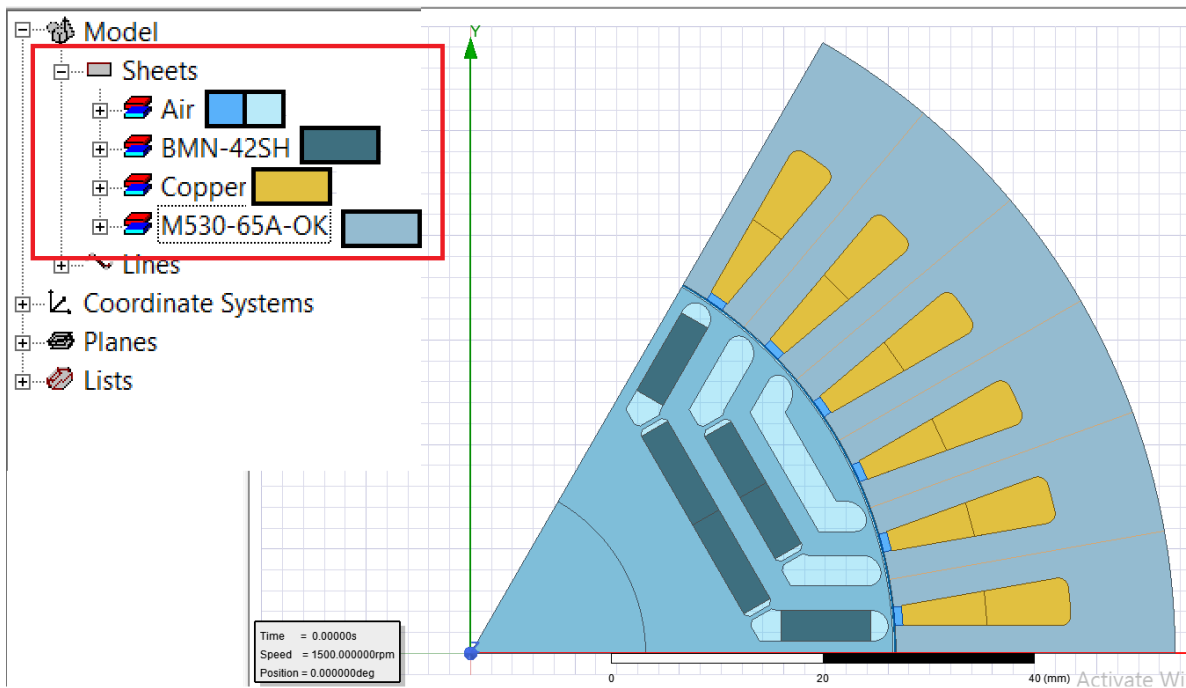 Model
Sheets
Air
BMN-42SH
Copper
M530-65A-OK
Lines
Coordinate Systems
Planes
Lists
Y
Time = 0.00000s
Speed = 1500.000000rpm
Position = 0.000000deg
Z
0 20 40 (mm)
Activate Wi